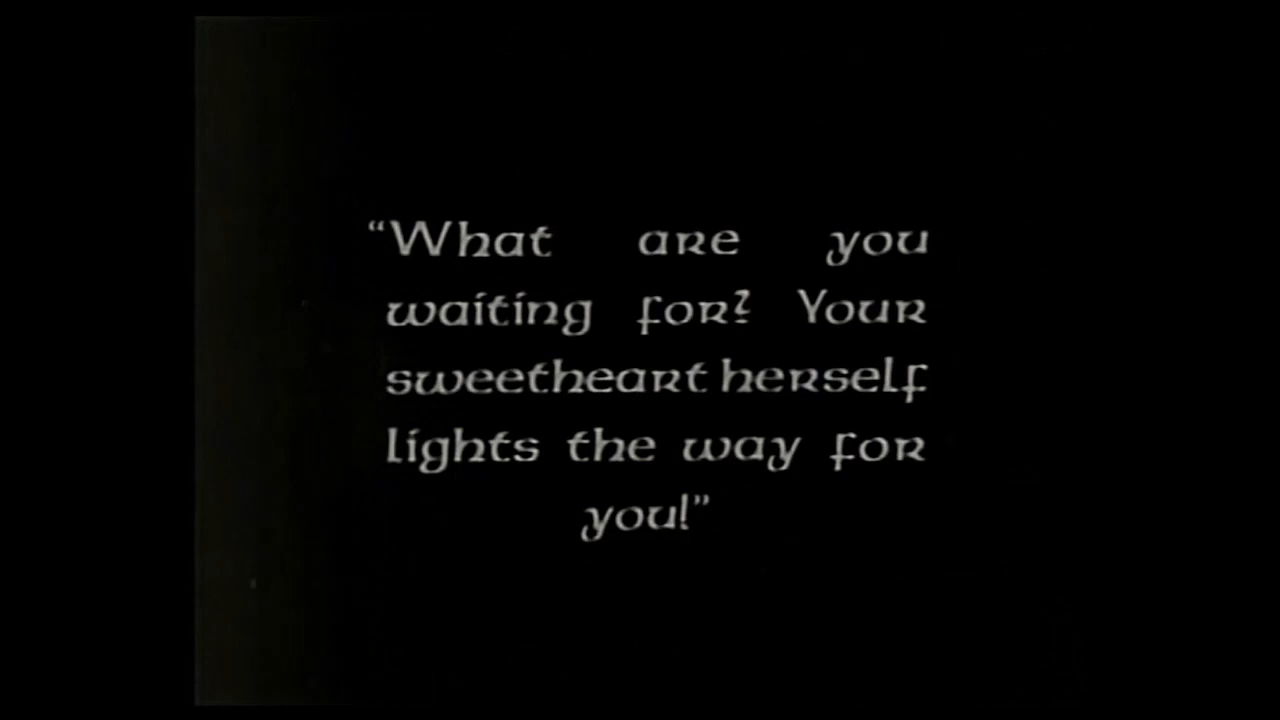 “What are you
waiting for? Your
sweetheart herself
lights the way for
you!”